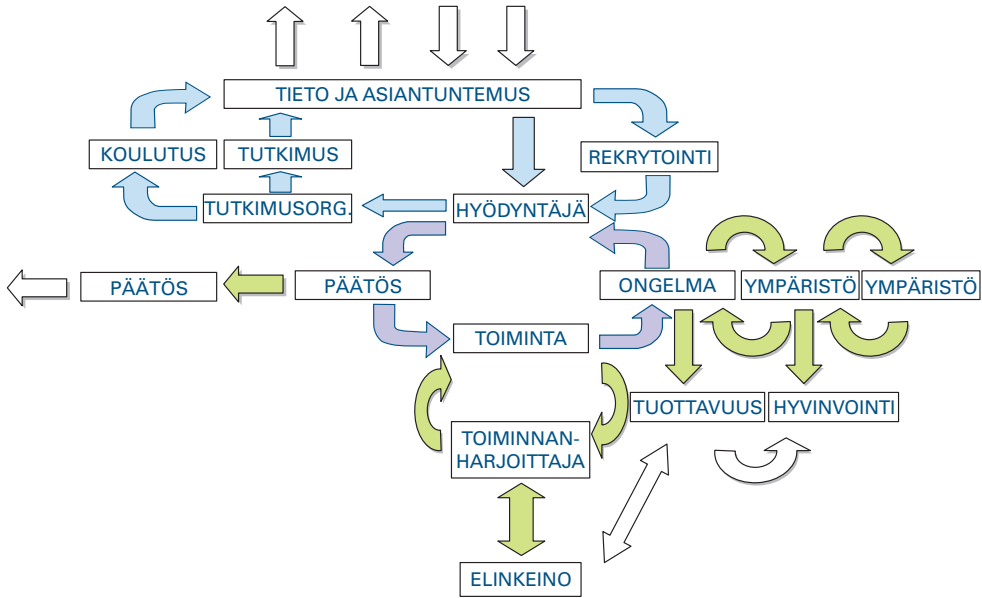 TIETO JA ASIANTUNTEMUS
KOULUTUS
TUTKIMUS
REKRYTOINTI
TUTKIMUSORG.
HYÖDYNTÄJÄ
PÄÄTÖS
PÄÄTÖS
ONGELMA
YMPÄRISTÖ
YMPÄRISTÖ
TOIMINTA
TUOTTAVUUS
HYVINVOINTI
TOIMINNAN-
HARJOITTAJA
ELINKEINO